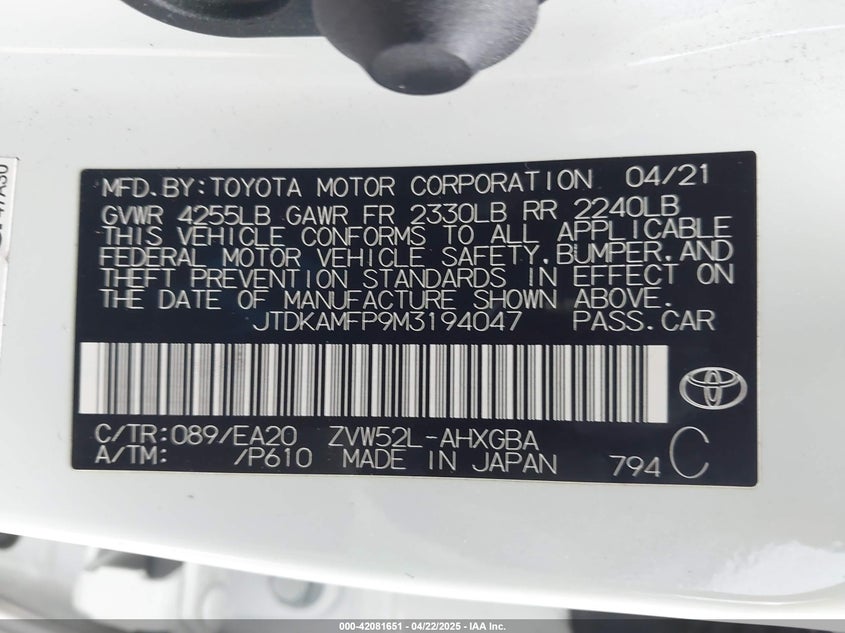 MFD.BY:TOYOTA MOTOR CORPORATION 04/21
GVWR 4255LB GAWR FR 2330LB RR 2240LB
THIS VEHICLE CONFORMS TO ALL APPLICABLE
FEDERAL MOTOR VEHICLE SAFETY,BUMPER,AND
THEFT PREVENTION STANDARDS IN EFFECT ON
THE DATE OF MANUFACTURE SHOWN ABOVE.
JTDKAMFP9M3194047 PASS.CAR
C/TR:089/EA20 ZVW52L-AHXGBA
A/TM: /P610 MADE IN JAPAN 794 C
000-42081651 | 04/22/2025 - IAA Inc.